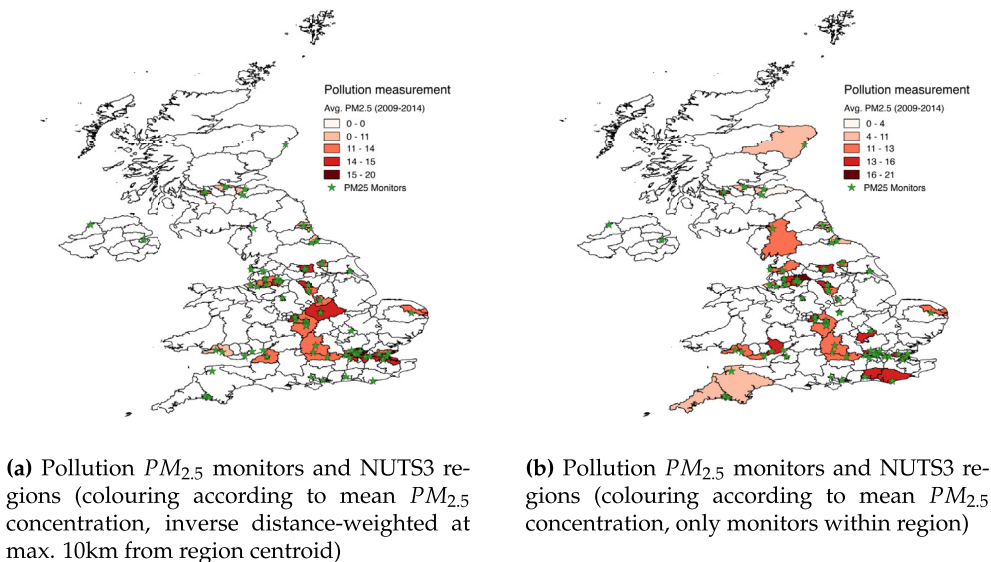 Pollution measurement
Avg. PM2.5 (2009-2014)
0 - 0
0 - 11
11 - 14
14 - 15
15 - 20
PM25 Monitors
Pollution measurement
Avg. PM2.5 (2009-2014)
0 - 4
4 - 11
11 - 13
13 - 16
16 - 21
PM25 Monitors
(a) Pollution PM2.5 monitors and NUTS3 re-
gions (colouring according to mean PM2.5
concentration, inverse distance-weighted at
max. 10km from region centroid)
(b) Pollution PM2.5 monitors and NUTS3 re-
gions (colouring according to mean PM2.5
concentration, only monitors within region)